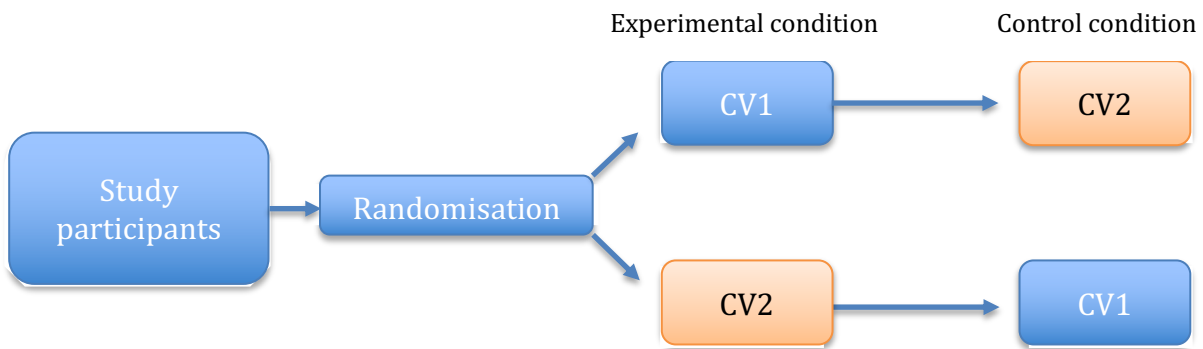 Experimental condition
Control condition
CV1
CV2
Study
participants
Randomisation
CV2
CV1